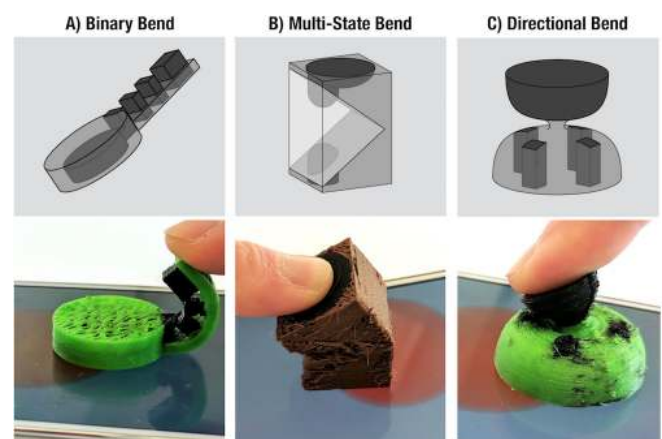 A) Binary Bend
B) Multi-State Bend
C) Directional Bend